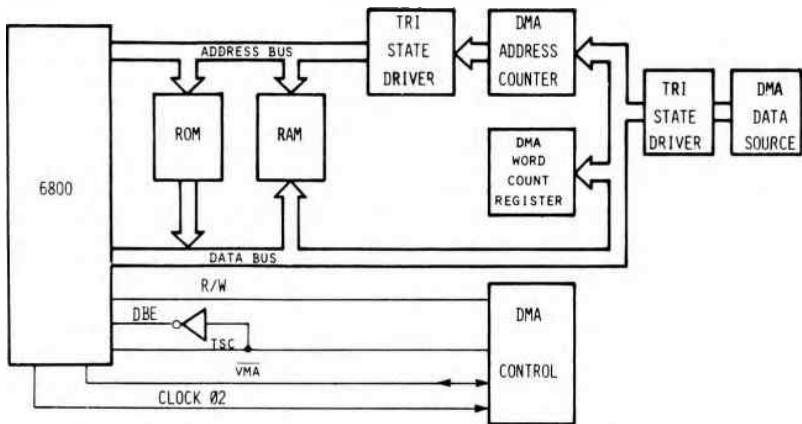 6800
ADDRESS BUS
ROM
RAM
TRI
STATE
DRIVER
DMA
ADDRESS
COUNTER
DMA
WORD
COUNT
REGISTER
TRI
STATE
DRIVER
DMA
DATA
SOURCE
DATA BUS
R/W
DBE
TSC
VMA
CLOCK Ø2
DMA
CONTROL